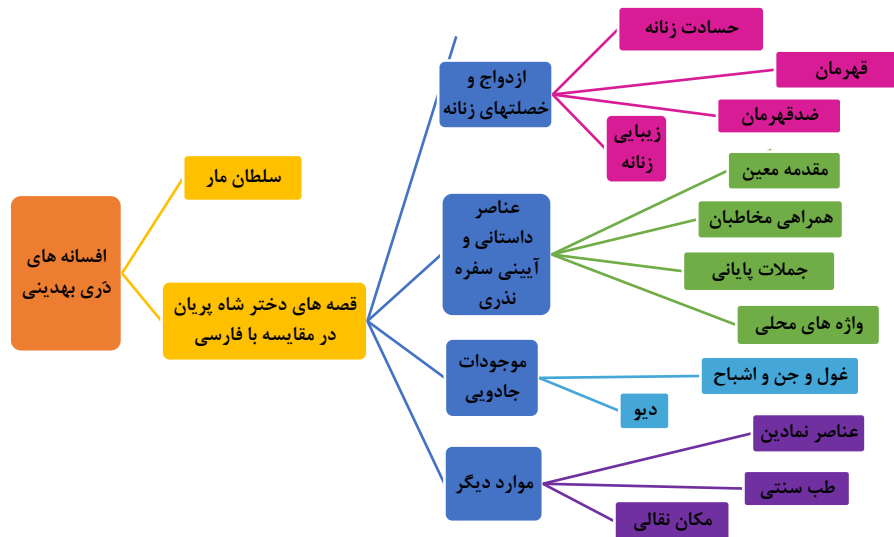 افسانه های
دَری بهدینی
سلطان مار
قصه های دختر شاه پریان
در مقایسه با فارسی
ازدواج و
خصلتهای زنانه
حسادت زنانه
قهرمان
ضدقهرمان
زیبایی
زنانه
عناصر
داستانی و
آیینی سفره
نذری
مقدمه معین
همراهی مخاطبان
جملات پایانی
واژه های محلی
موجودات
جادویی
غول و جن و اشباح
دیو
موارد دیگر
عناصر نمادین
طب سنتی
مکان نقالی